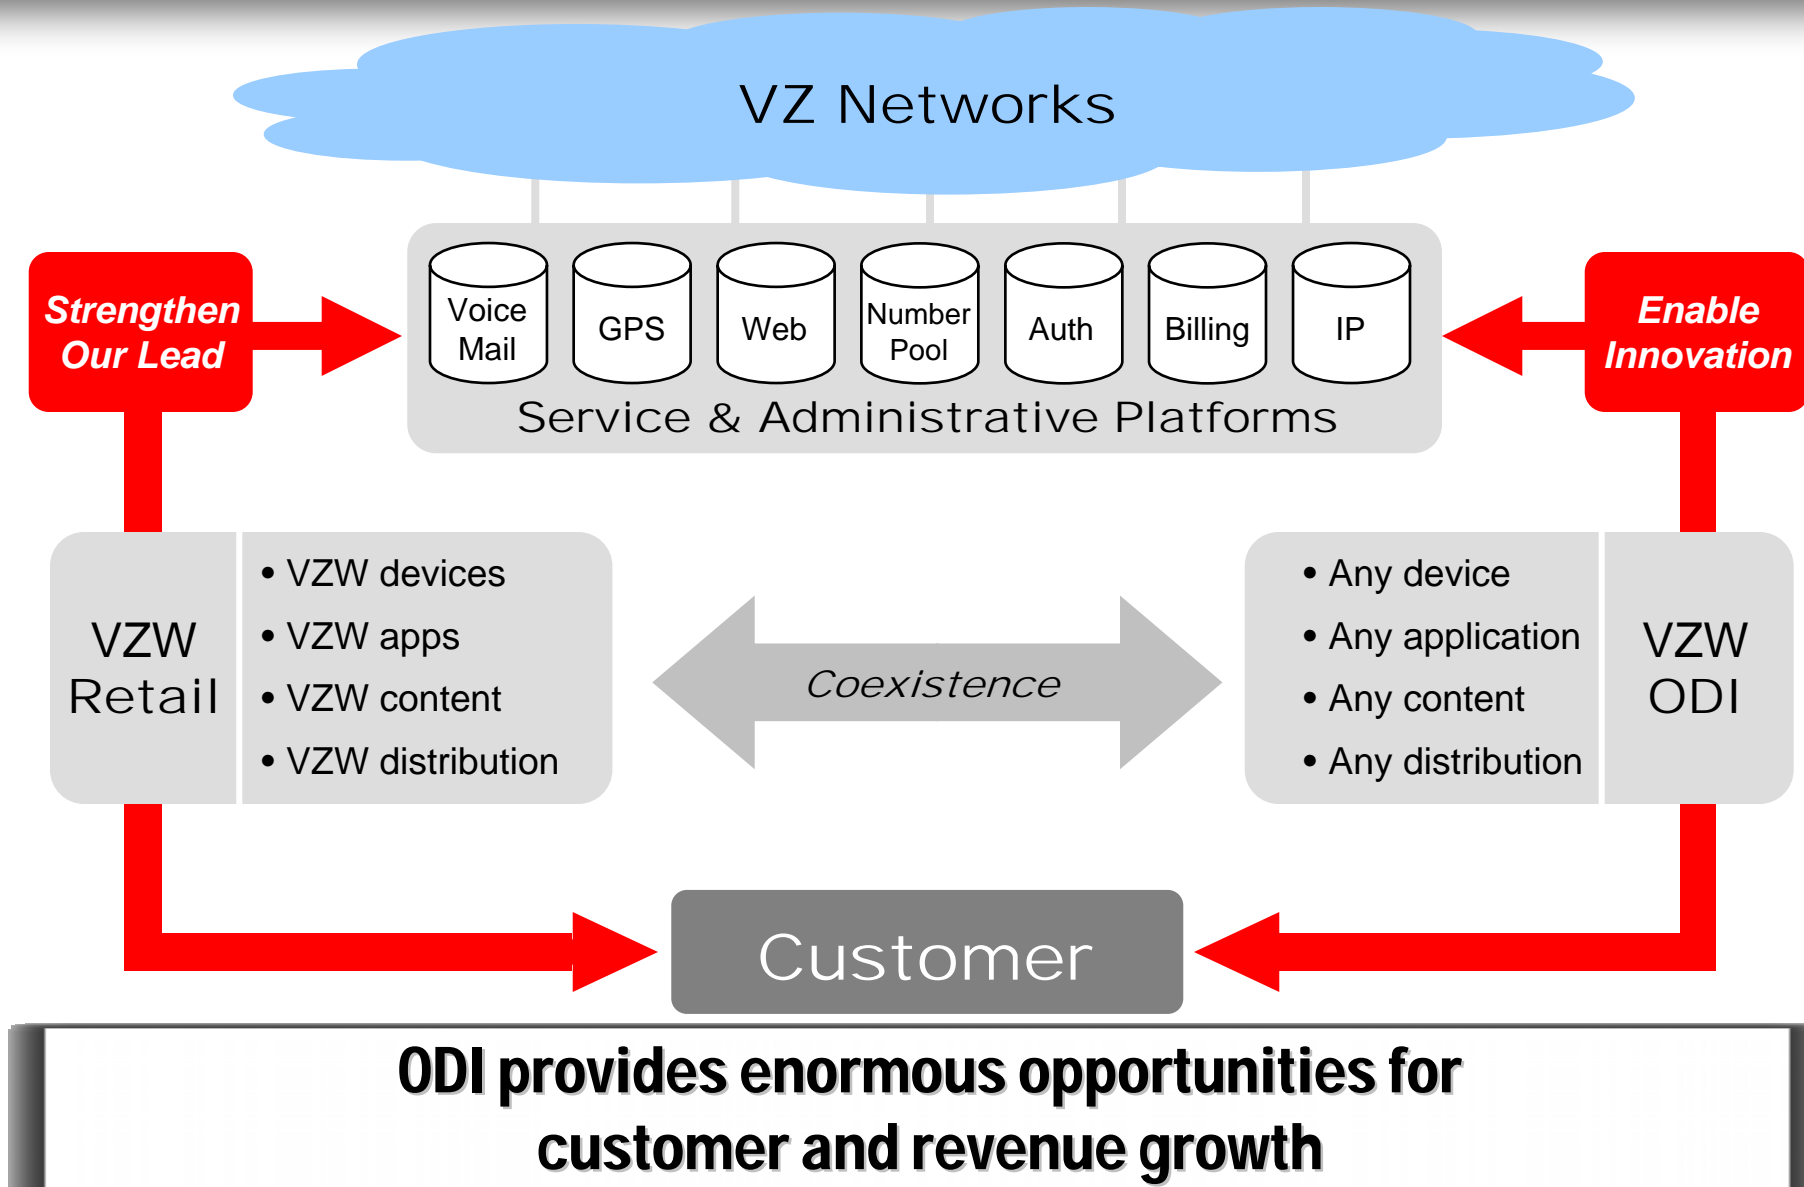 VZ Networks
Strengthen
Our Lead
Voice
Mail
GPS
Web
Number
Pool
Auth
Billing
IP
Service & Administrative Platforms
Enable
Innovation
VZW
Retail
• VZW devices
• VZW apps
• VZW content
• VZW distribution
Coexistence
• Any device
• Any application
• Any content
• Any distribution
VZW
ODI
Customer
ODI provides enormous opportunities for
customer and revenue growth